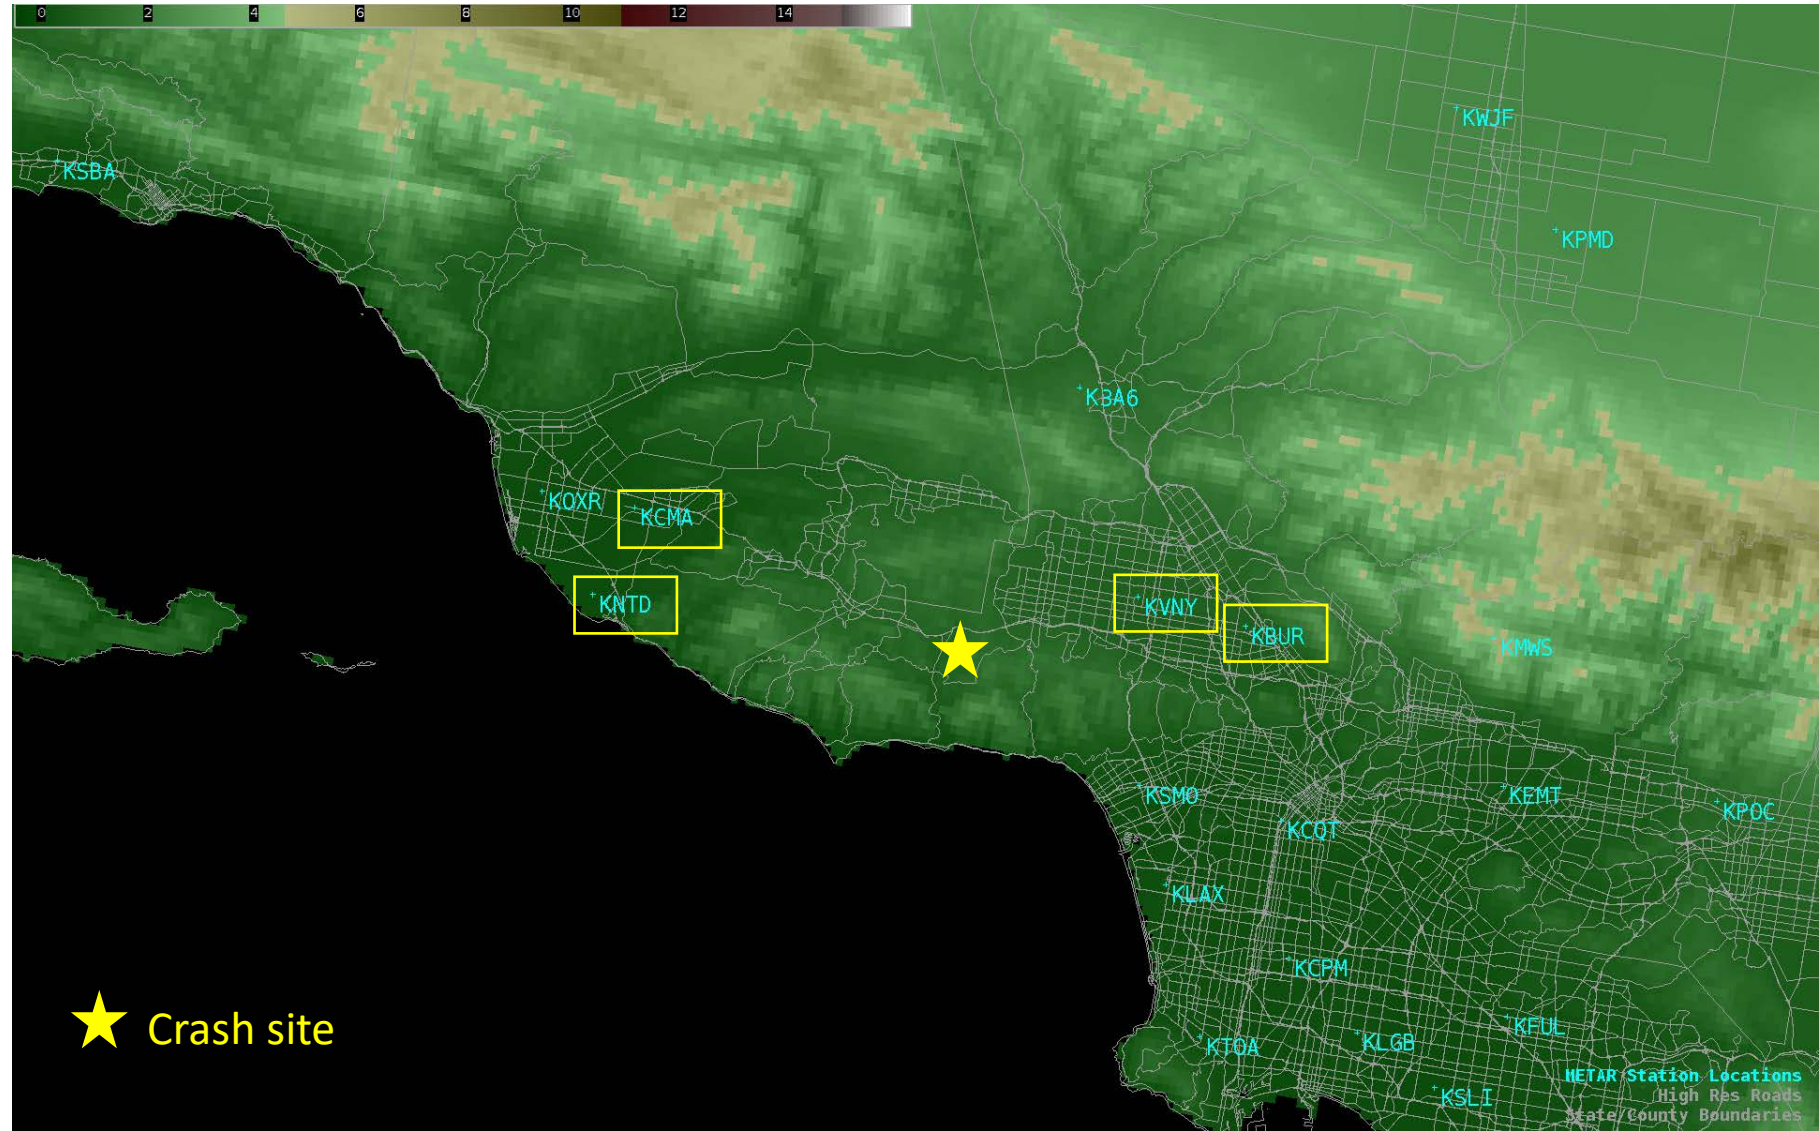 0 2 4 6 8 10 12 14
KWJF
KSBA
KPMD
K3A6
KOXR
KCMA
KNTD
KVNY
KBUR
KMWS
KSMO
KEMT
KPOC
KCQT
KLAX
KCPM
Crash site
KFUL
KTOA
KLGB
METAR Station Locations
KSLI
High Res Roads
State/County Boundaries